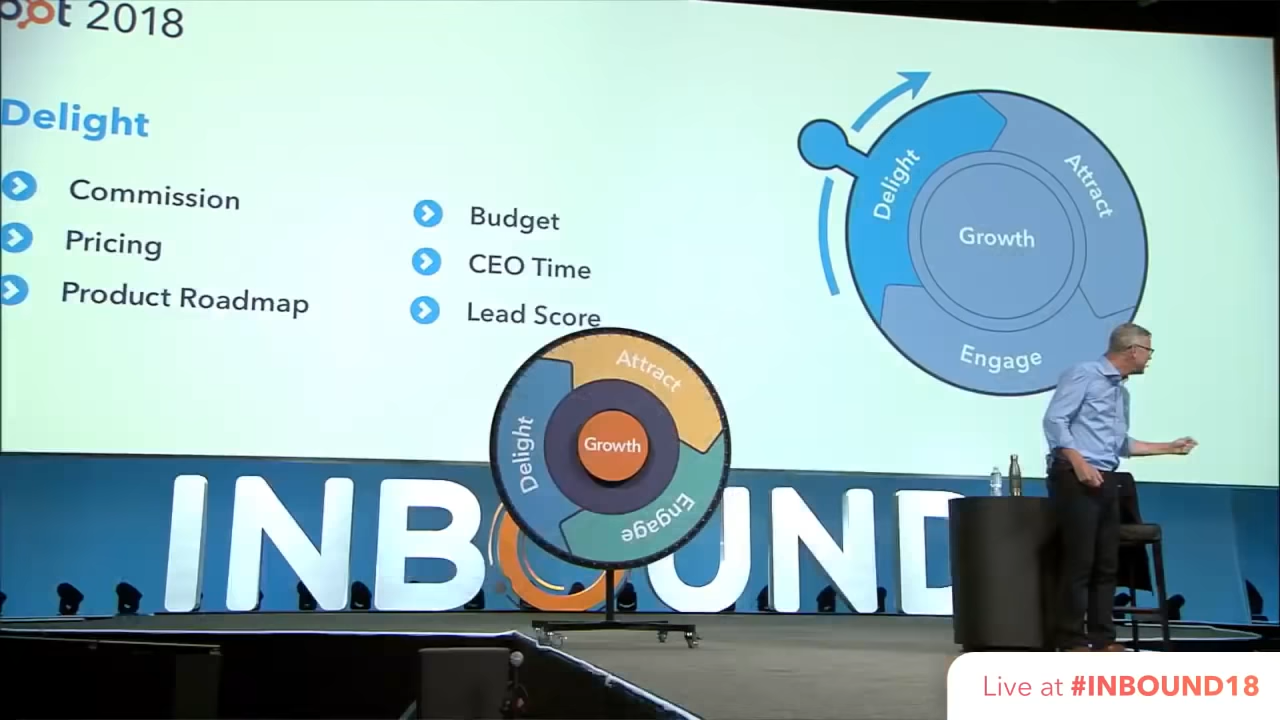 2018
Delight
Commission
Pricing
Product Roadmap
Budget
CEO Time
Lead Score
Delight
Attract
Growth
Engage
Attract
Delight
Growth
Engage
INBOUND
Live at #INBOUND18